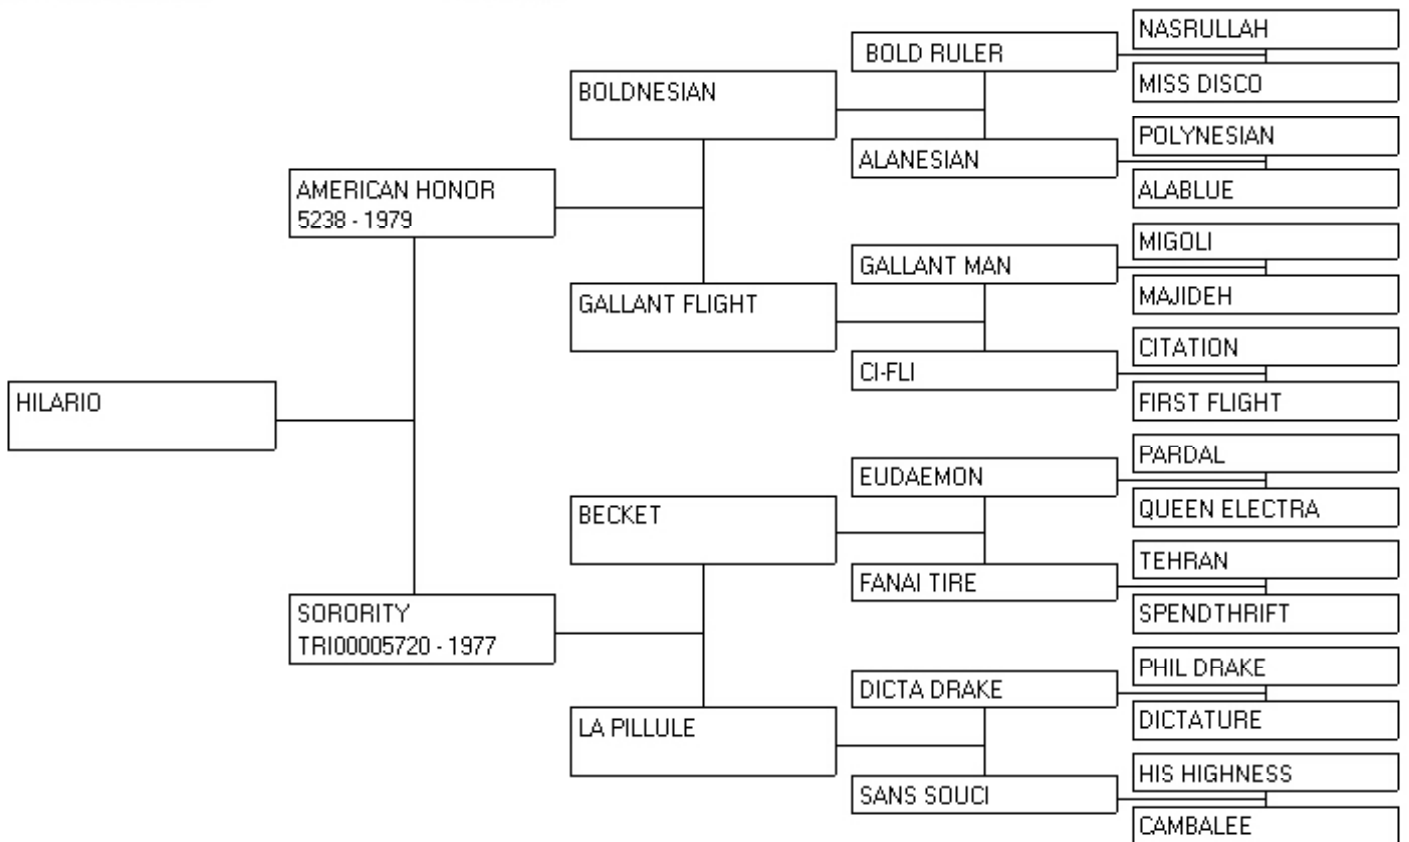 NASRULLAH
BOLD RULER
MISS DISCO
BOLDNESIAN
POLYNESIAN
ALANESIAN
ALABLUE
AMERICAN HONOR
5238 - 1979
MIGOLI
GALLANT MAN
MAJIDEH
GALLANT FLIGHT
CITATION
CI-FLI
FIRST FLIGHT
HILARIO
PARDAL
EUDAEMON
QUEEN ELECTRA
BECKET
TEHRAN
FANAI TIRE
SPENDTHRIFT
SORORITY
TRI00005720 - 1977
PHIL DRAKE
DICTA DRAKE
DICTATURE
LA PILLULE
HIS HIGHNESS
SANS SOUCI
CAMBALEE